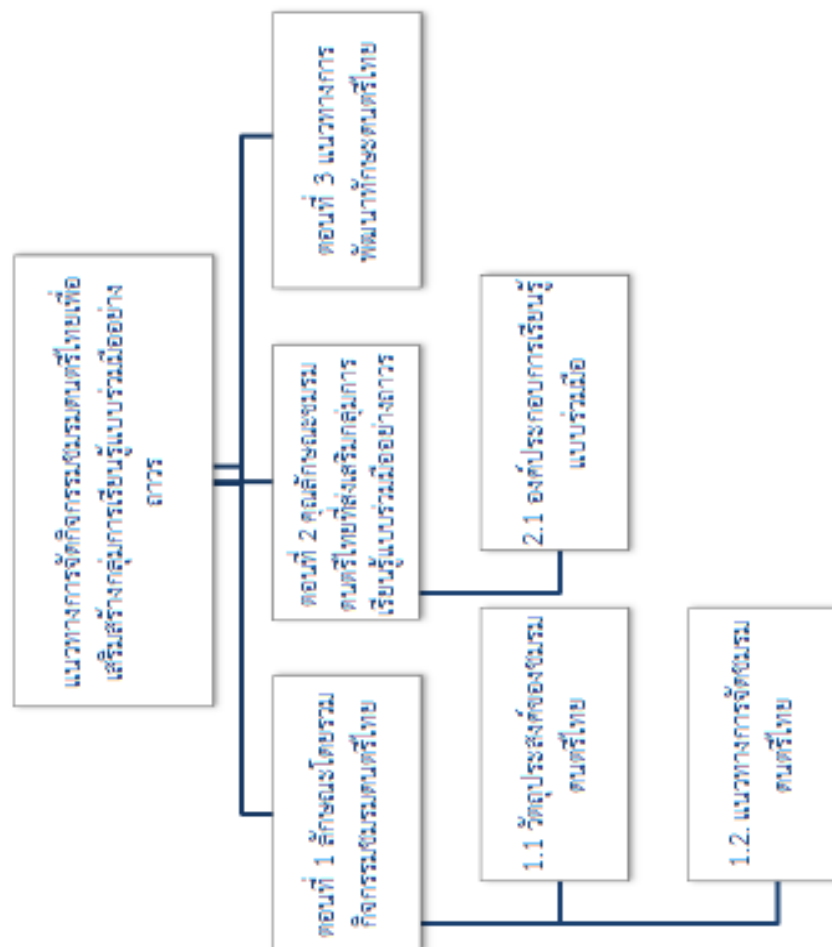 แนวทางการจัดกิจกรรมชมรมดนตรีไทยเพื่อ
เสริมสร้างกลุ่มการเรียนรู้แบบร่วมมืออย่าง
ถาวร
ตอนที่ 1 ลักษณะโดยรวม
กิจกรรมชมรมดนตรีไทย
1.1 วัตถุประสงค์ของชมรม
ดนตรีไทย
1.2. แนวทางการจัดชมรม
ดนตรีไทย
ตอนที่ 2 คุณลักษณะชมรม
ดนตรีไทยที่ส่งเสริมกลุ่มการ
เรียนรู้แบบร่วมมืออย่างถาวร
2.1 องค์ประกอบการเรียนรู้
แบบร่วมมือ
ตอนที่ 3 แนวทางการ
พัฒนาทักษะดนตรีไทย